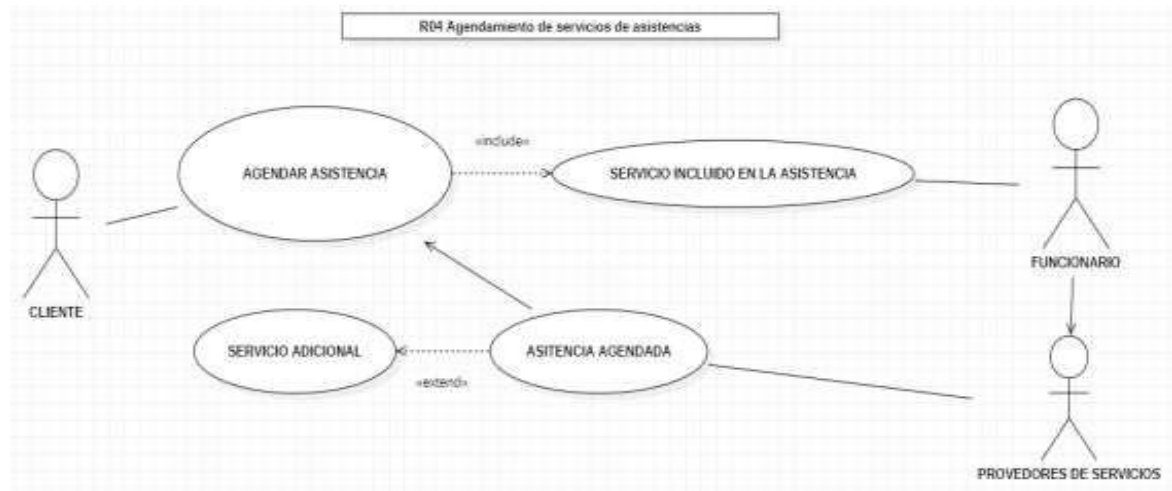 R04 Agendamiento de servicios de asistencias
«include»
AGENDAR ASISTENCIA
SERVICIO INCLUIDO EN LA ASISTENCIA
FUNCIONARIO
CLIENTE
SERVICIO ADICIONAL
ASITENCIA AGENDADA
«extend»
PROVEDORES DE SERVICIOS